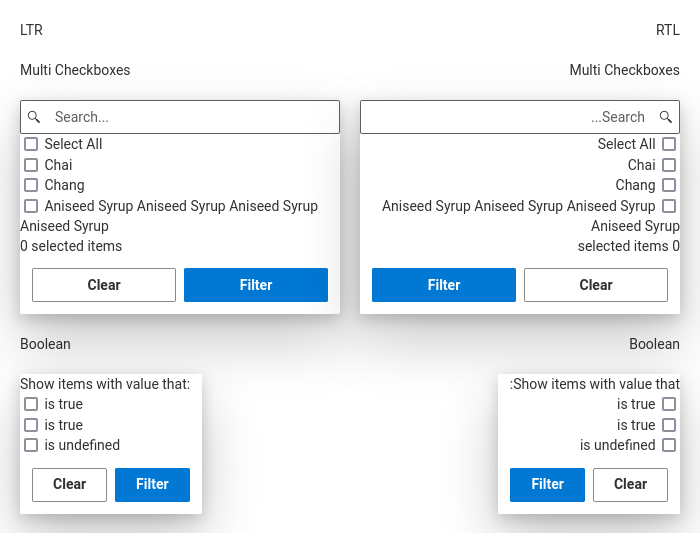 LTR
Multi Checkboxes
Search...
Select All
Chai
Chang
Aniseed Syrup Aniseed Syrup Aniseed Syrup
Aniseed Syrup
0 selected items
Clear Filter
Boolean
Show items with value that:
is true
is true
is undefined
Clear Filter
RTL
Multi Checkboxes
...Search
Select All
Chai
Chang
Aniseed Syrup Aniseed Syrup Aniseed Syrup
Aniseed Syrup
selected items 0
Filter Clear
Boolean
:Show items with value that
is true
is true
is undefined
Filter Clear